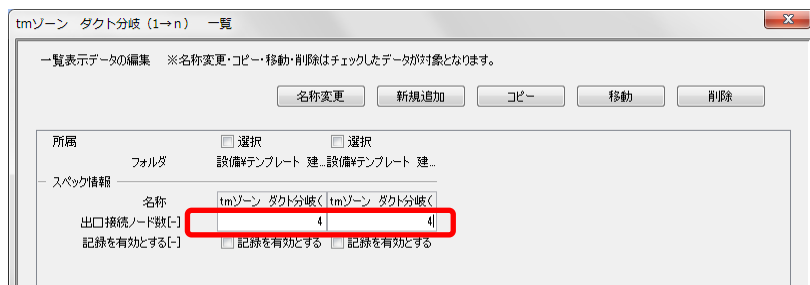 tmゾーン ダクト分岐(1→n) 一覧
一覧表示データの編集 ※名称変更・コピー・移動・削除はチェックしたデータが対象となります。
名称変更 新規追加 コピー 移動 削除
所属 選択 選択
フォルダ 設備¥テンプレート 建...設備¥テンプレート 建...
スペック情報
名称 tmゾーン ダクト分岐( tmゾーン ダクト分岐(
出口接続ノード数[-] 4 4
記録を有効とする[-] 記録を有効とする 記録を有効とする